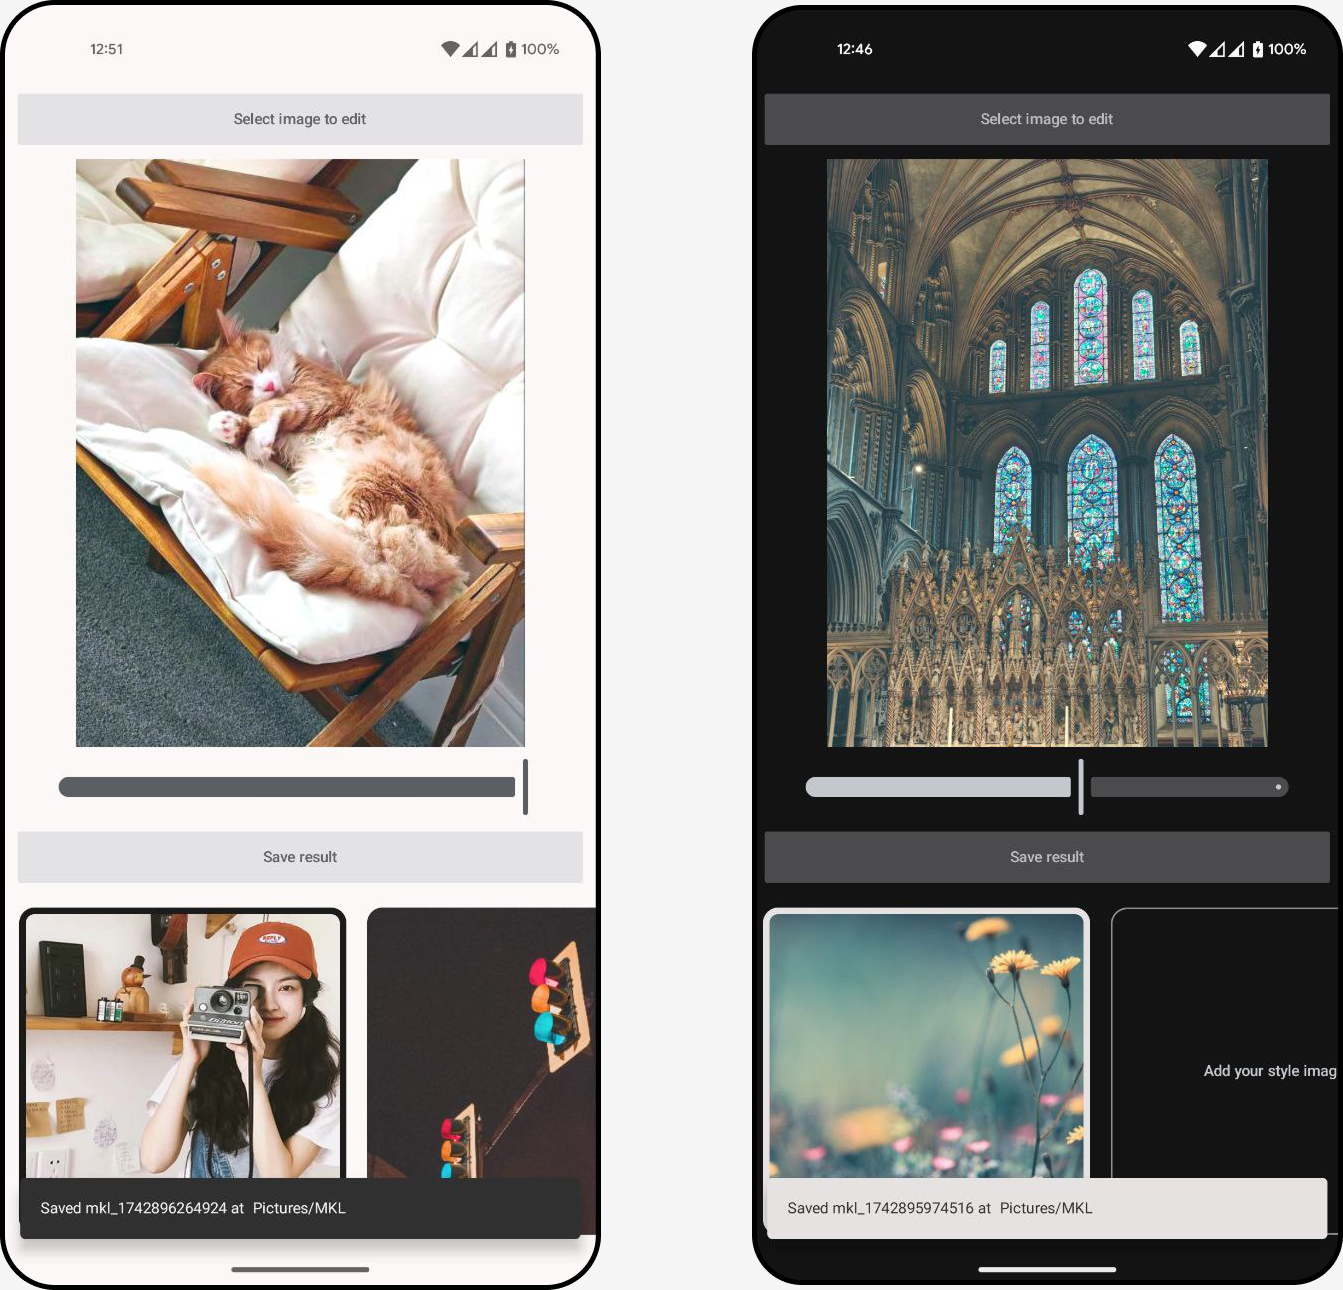 12:51
100%
Select image to edit
Save result
REPLY
Saved mkl_1742896264924 at Pictures/MKL
12:46
100%
Select image to edit
Save result
Add your style imag
Saved mkl_1742895974516 at Pictures/MKL